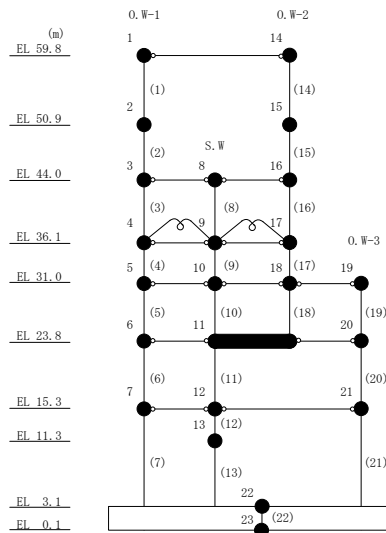 O.W-1 O.W-2
(m)
EL 59.8 1 14
(1) (14)
EL 50.9 2 15
(2) S.W (15)
EL 44.0 3 8 16
(3) (8) (16)
EL 36.1 4 9 17 O.W-3
EL 31.0 5 (4) 10 (9) 18 (17) 19
(5) (10) (18) (19)
EL 23.8 6 11 20
(6) (11) (20)
EL 15.3 7 12 21
EL 11.3 13 (12)
(7) (13) (21)
EL 3.1 22
EL 0.1 23 (22)